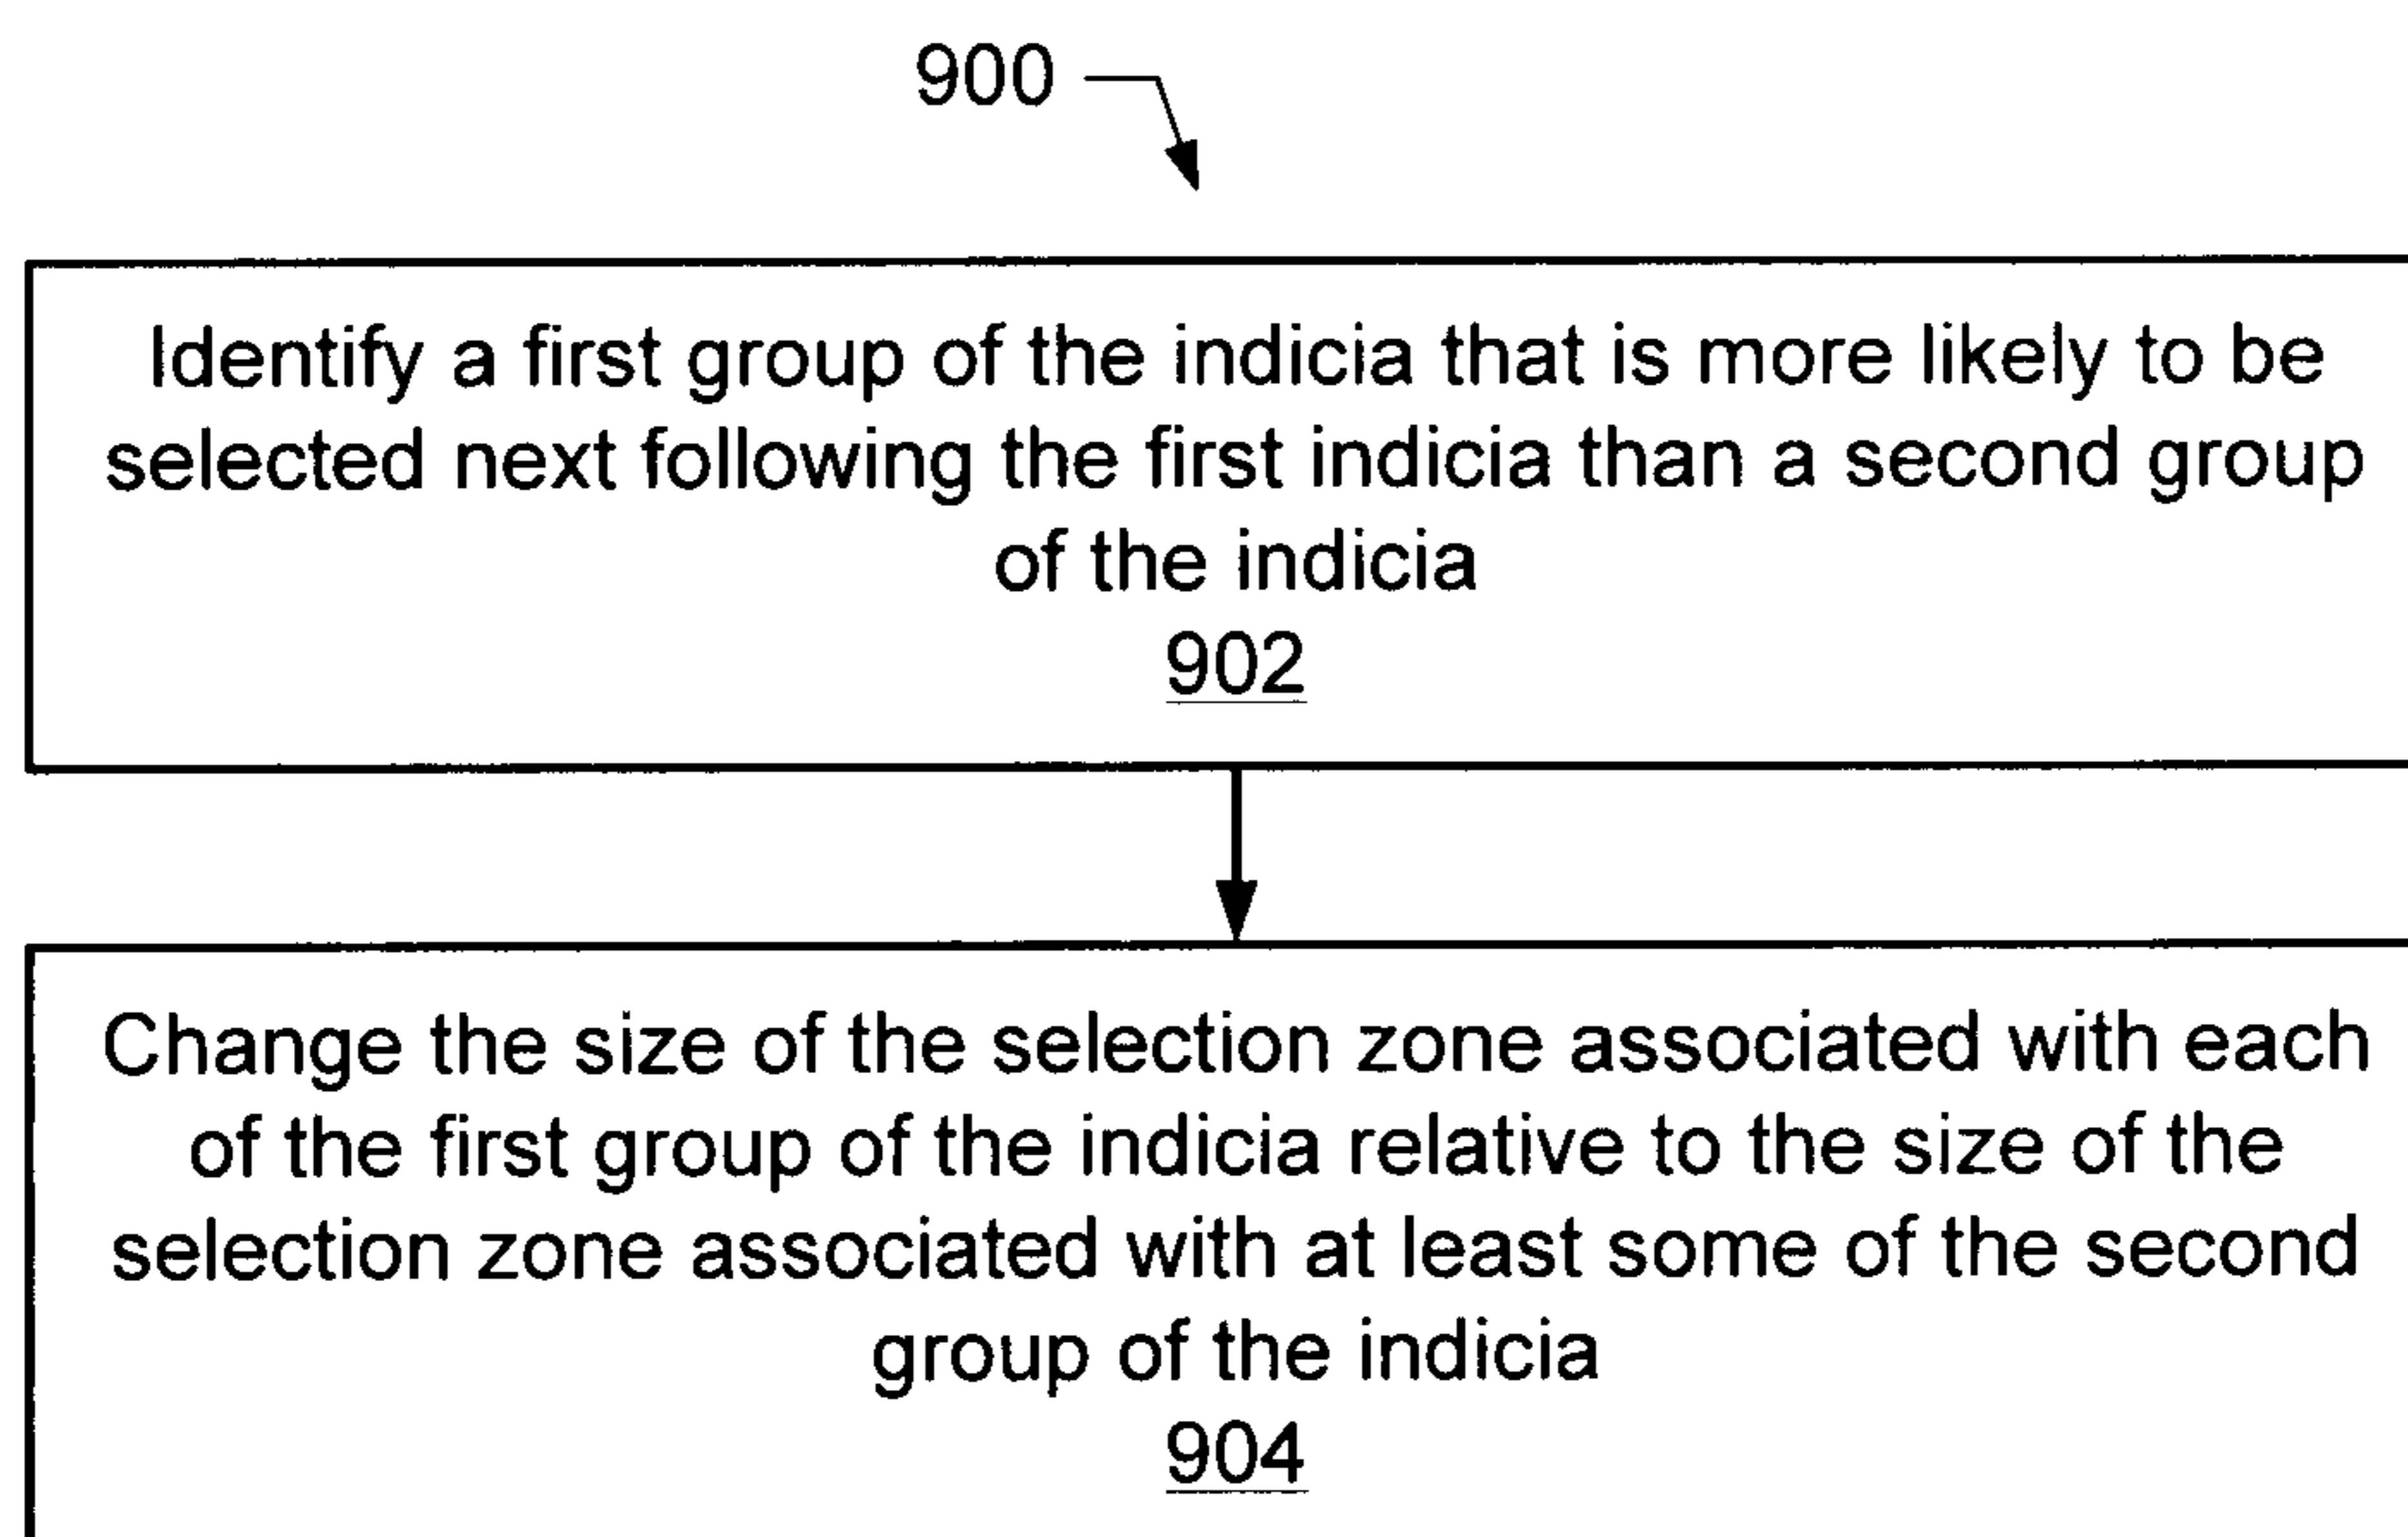 900
Identify a first group of the indicia that is more likely to be
selected next following the first indicia than a second group
of the indicia
902
Change the size of the selection zone associated with each
of the first group of the indicia relative to the size of the
selection zone associated with at least some of the second
group of the indicia
904